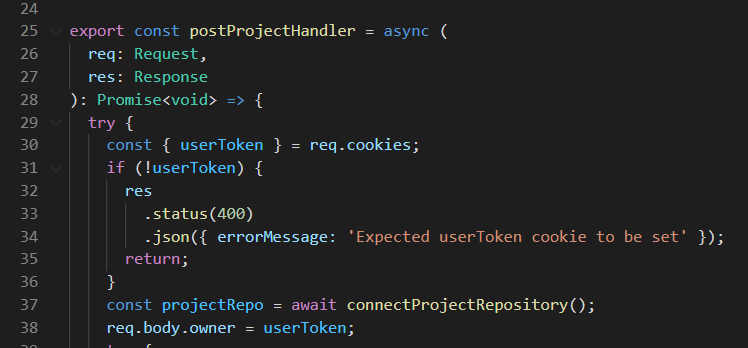 24
25 export const postProjectHandler = async (
26 req: Request,
27 res: Response
28 ): Promise<void> => {
29 try {
30 const { userToken } = req.cookies;
31 if (!userToken) {
32 res
33 .status(400)
34 .json({ errorMessage: 'Expected userToken cookie to be set' });
35 return;
36 }
37 const projectRepo = await connectProjectRepository();
38 req.body.owner = userToken;